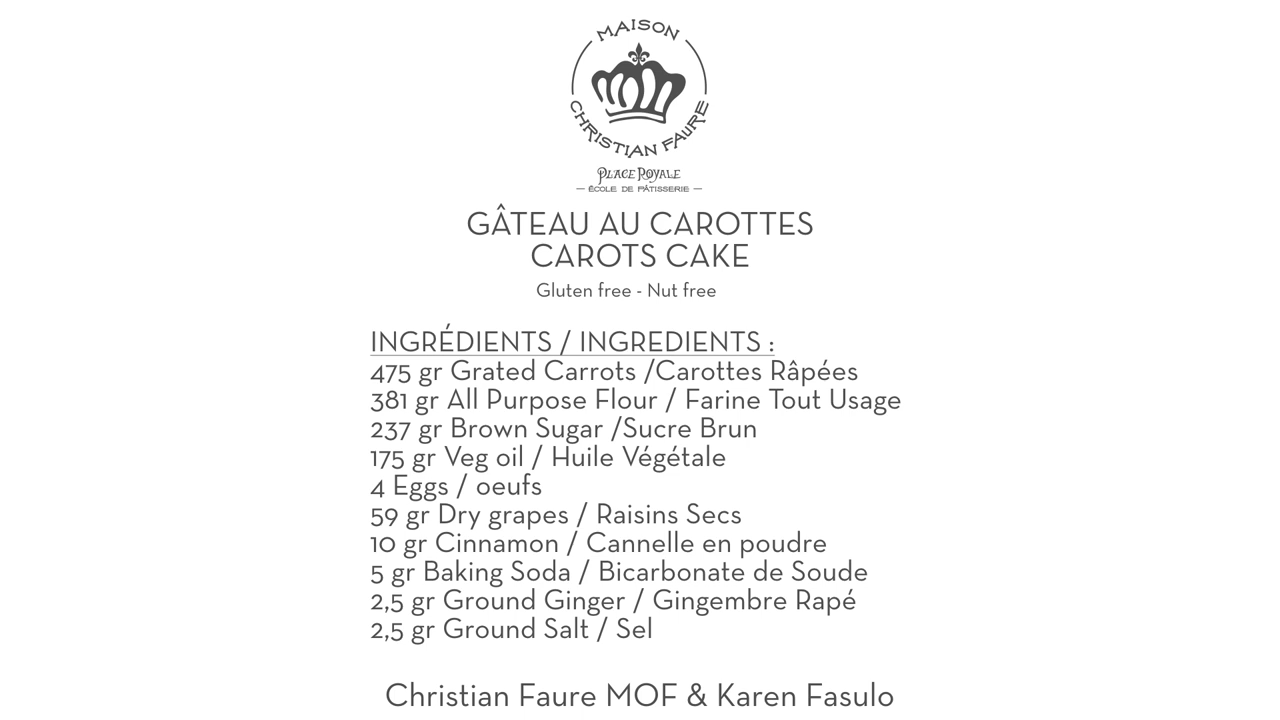 MAISON
CHRISTIAN FAURE
PLACE ROYALE
— ÉCOLE DE PÂTISSERIE —
GÂTEAU AU CAROTTES
CAROTS CAKE
Gluten free - Nut free
INGRÉDIENTS / INGREDIENTS :
475 gr Grated Carrots /Carottes Râpées
381 gr All Purpose Flour / Farine Tout Usage
237 gr Brown Sugar /Sucre Brun
175 gr Veg oil / Huile Végétale
4 Eggs / oeufs
59 gr Dry grapes / Raisins Secs
10 gr Cinnamon / Cannelle en poudre
5 gr Baking Soda / Bicarbonate de Soude
2,5 gr Ground Ginger / Gingembre Rapé
2,5 gr Ground Salt / Sel
Christian Faure MOF & Karen Fasulo